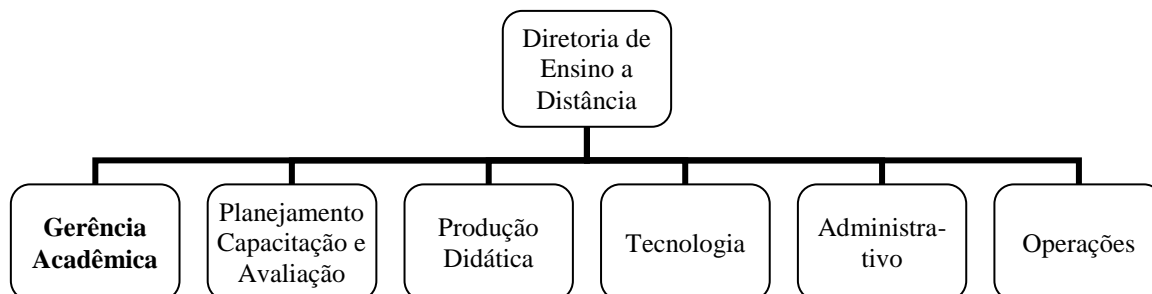 Diretoria de
Ensino a
Distância
Gerência
Acadêmica
Planejamento
Capacitação e
Avaliação
Produção
Didática
Tecnologia
Administra-
tivo
Operações